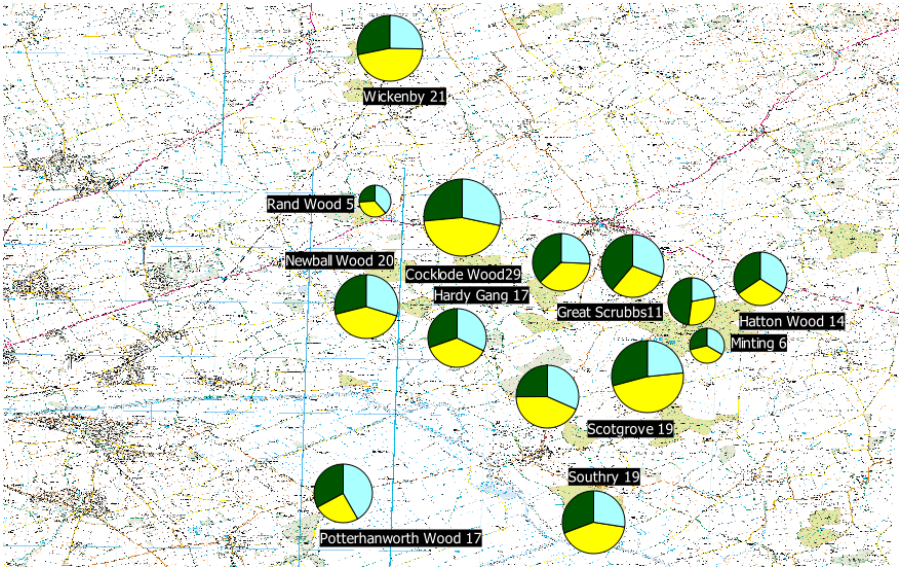 Wickenby 21
Rand Wood 5
Newball Wood 20
Cocklode Wood29
Hardy Gang 17
Great Scrubbs11
Hatton Wood 14
Minting 6
Scotgrove 19
Southry 19
Potterhanworth Wood 17